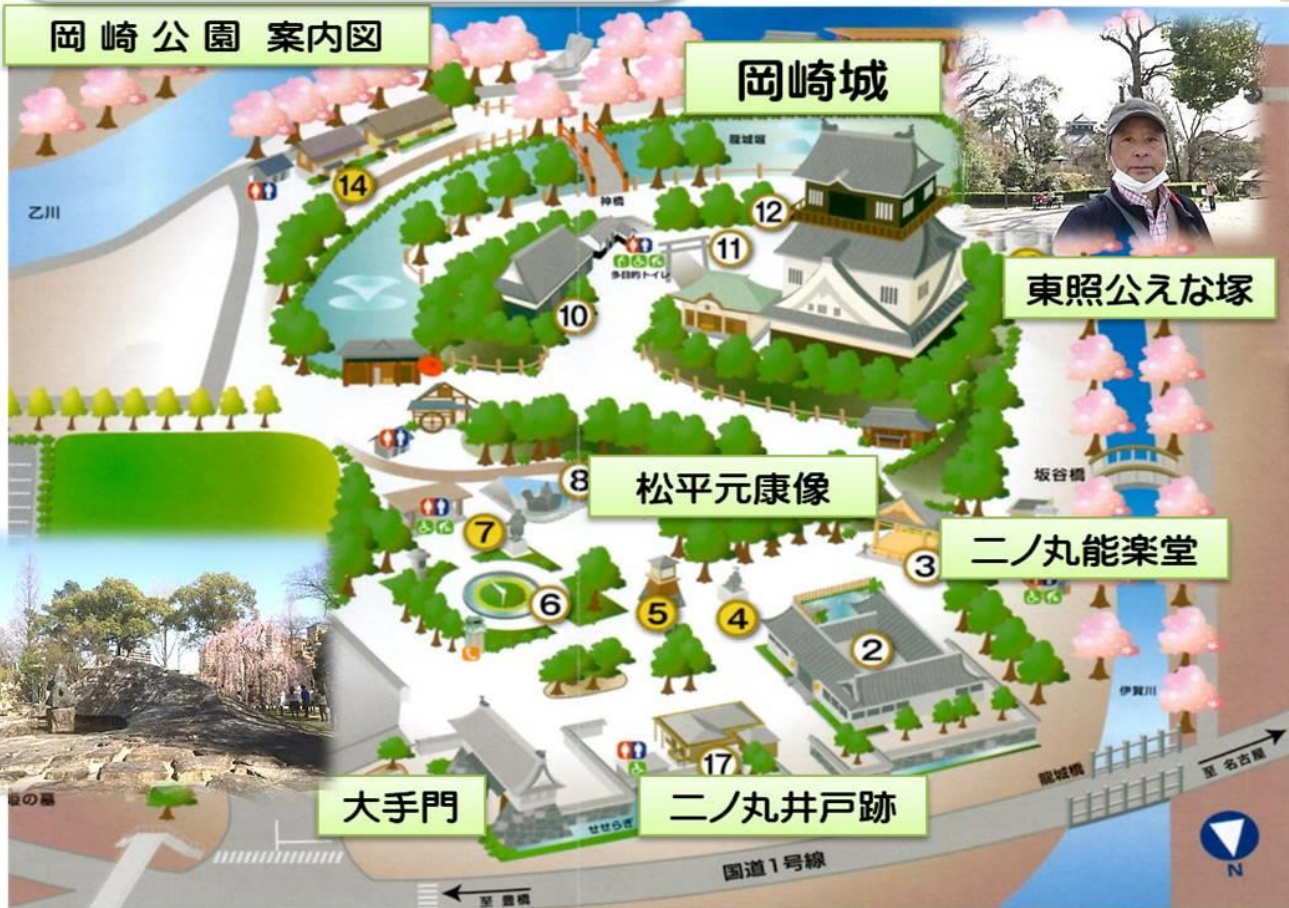 岡崎公園 案内図
岡崎城
龍城堀
乙川
14
神橋
12
11
多目的トイレ
10
東照公えな塚
坂谷橋
8
松平元康像
7
3
二ノ丸能楽堂
6
5
4
2
伊賀川
17
龍城橋
至 名古屋
の墓
大手門
せせらぎ
二ノ丸井戸跡
国道1号線
至 豊橋
N